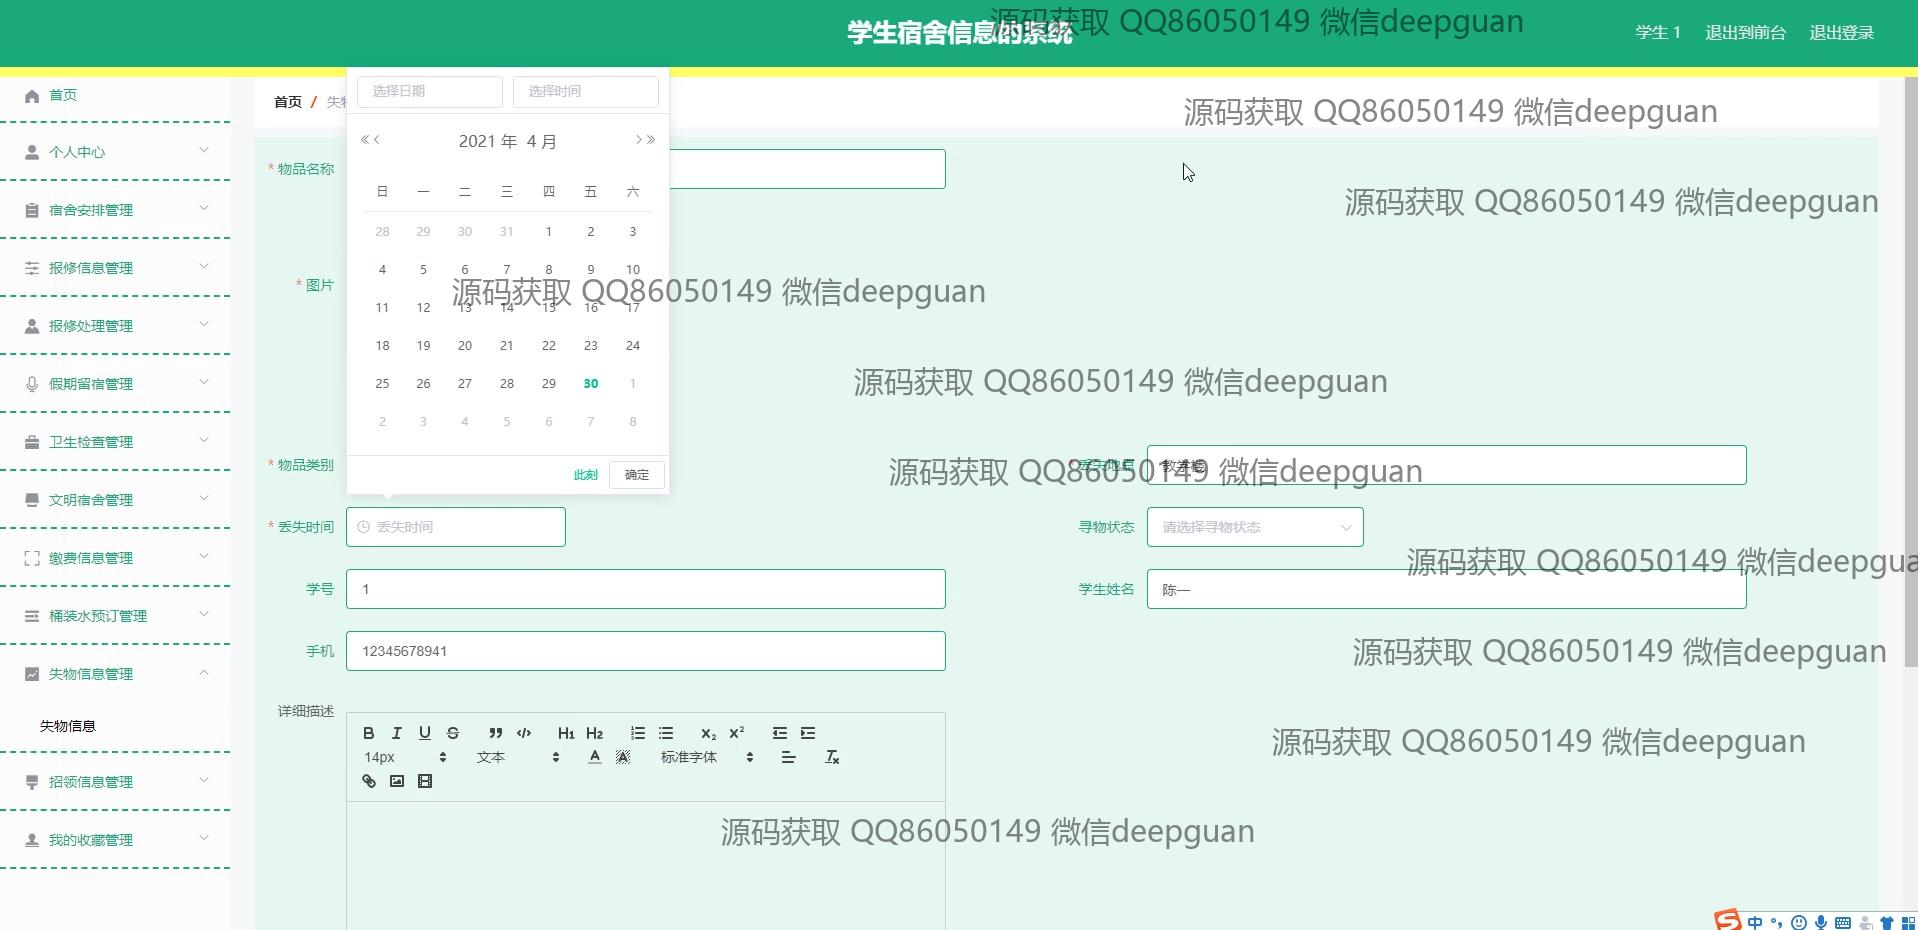 学生宿舍信息的系统
学生 1 退出到前台 退出登录
源码获取 QQ86050149 微信deepguan
首页
个人中心
宿舍安排管理
报修信息管理
报修处理管理
假期留宿管理
卫生检查管理
文明宿舍管理
缴费信息管理
桶装水预订管理
失物信息管理
失物信息
招领信息管理
我的收藏管理
首页 / 失物
选择日期 选择时间
2021 年 4 月
日 一 二 三 四 五 六
28 29 30 31 1 2 3
4 5 6 7 8 9 10
11 12 13 14 15 16 17
18 19 20 21 22 23 24
25 26 27 28 29 30 1
2 3 4 5 6 7 8
此刻 确定
源码获取 QQ86050149 微信deepguan
* 物品名称
源码获取 QQ86050149 微信deepguan
* 图片
源码获取 QQ86050149 微信deepguan
源码获取 QQ86050149 微信deepguan
* 物品类别
* 丢失地点 教学楼
源码获取 QQ86050149 微信deepguan
* 丢失时间 丢失时间
寻物状态 请选择寻物状态
源码获取 QQ86050149 微信deepgua
学号 1
学生姓名 陈一
手机 12345678941
源码获取 QQ86050149 微信deepguan
详细描述
B I U S H1 H2 X2 X2
14px 文本 A A 标准字体 Tx
源码获取 QQ86050149 微信deepguan
源码获取 QQ86050149 微信deepguan
S 中